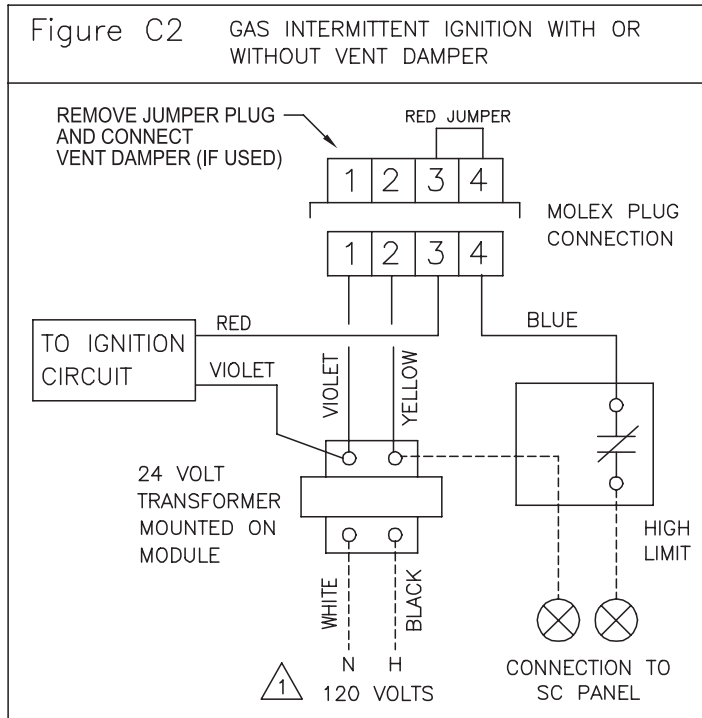 Figure C2
GAS INTERMITTENT IGNITION WITH OR
WITHOUT VENT DAMPER
REMOVE JUMPER PLUG
AND CONNECT
VENT DAMPER (IF USED)
RED JUMPER
1 2 3 4
MOLEX PLUG
CONNECTION
1 2 3 4
RED
BLUE
TO IGNITION
CIRCUIT
VIOLET
VIOLET
YELLOW
24 VOLT
TRANSFORMER
MOUNTED ON
MODULE
HIGH
LIMIT
WHITE
BLACK
N H
1
120 VOLTS
CONNECTION TO
SC PANEL